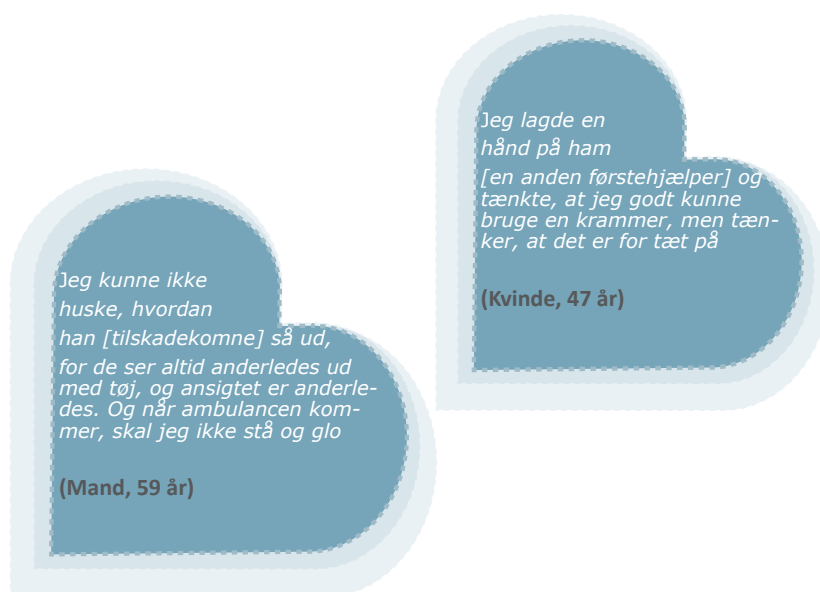 Jeg lagde en
hånd på ham
[en anden førstehjælper] og
tænkte, at jeg godt kunne
bruge en krammer, men tæn-
ker, at det er for tæt på
(Kvinde, 47 år)
Jeg kunne ikke
huske, hvordan
han [tilskadekomne] så ud,
for de ser altid anderledes ud
med tøj, og ansigtet er anderle-
des. Og når ambulancen kom-
mer, skal jeg ikke stå og glo
(Mand, 59 år)